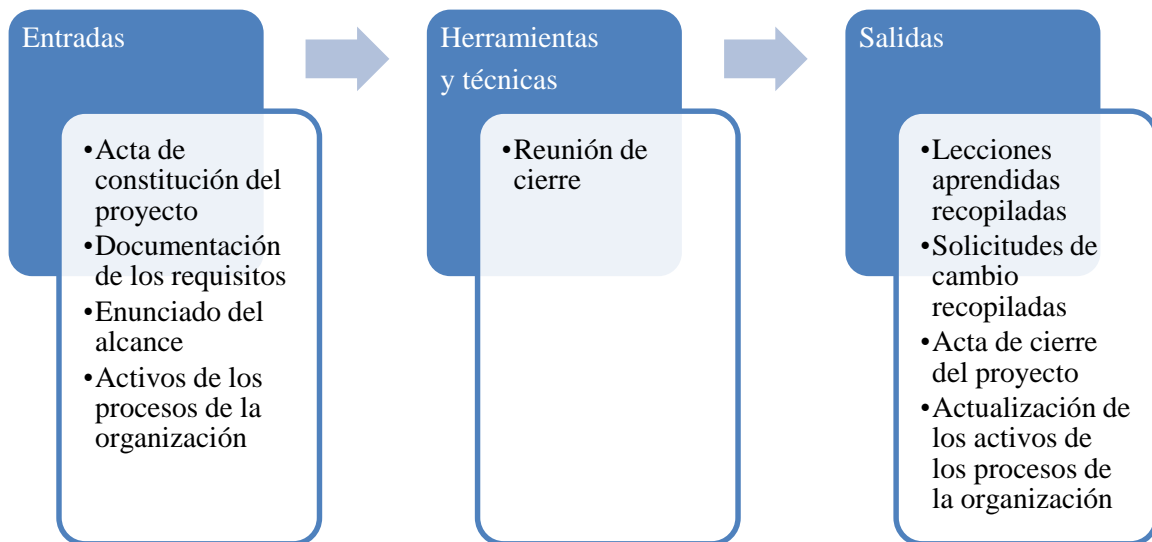 Entradas
•Acta de
constitución del
proyecto
•Documentación
de los requisitos
•Enunciado del
alcance
•Activos de los
procesos de la
organización
Herramientas
y técnicas
•Reunión de
cierre
Salidas
•Lecciones
aprendidas
recopiladas
•Solicitudes de
cambio
recopiladas
•Acta de cierre
del proyecto
•Actualización de
los activos de
los procesos de
la organización